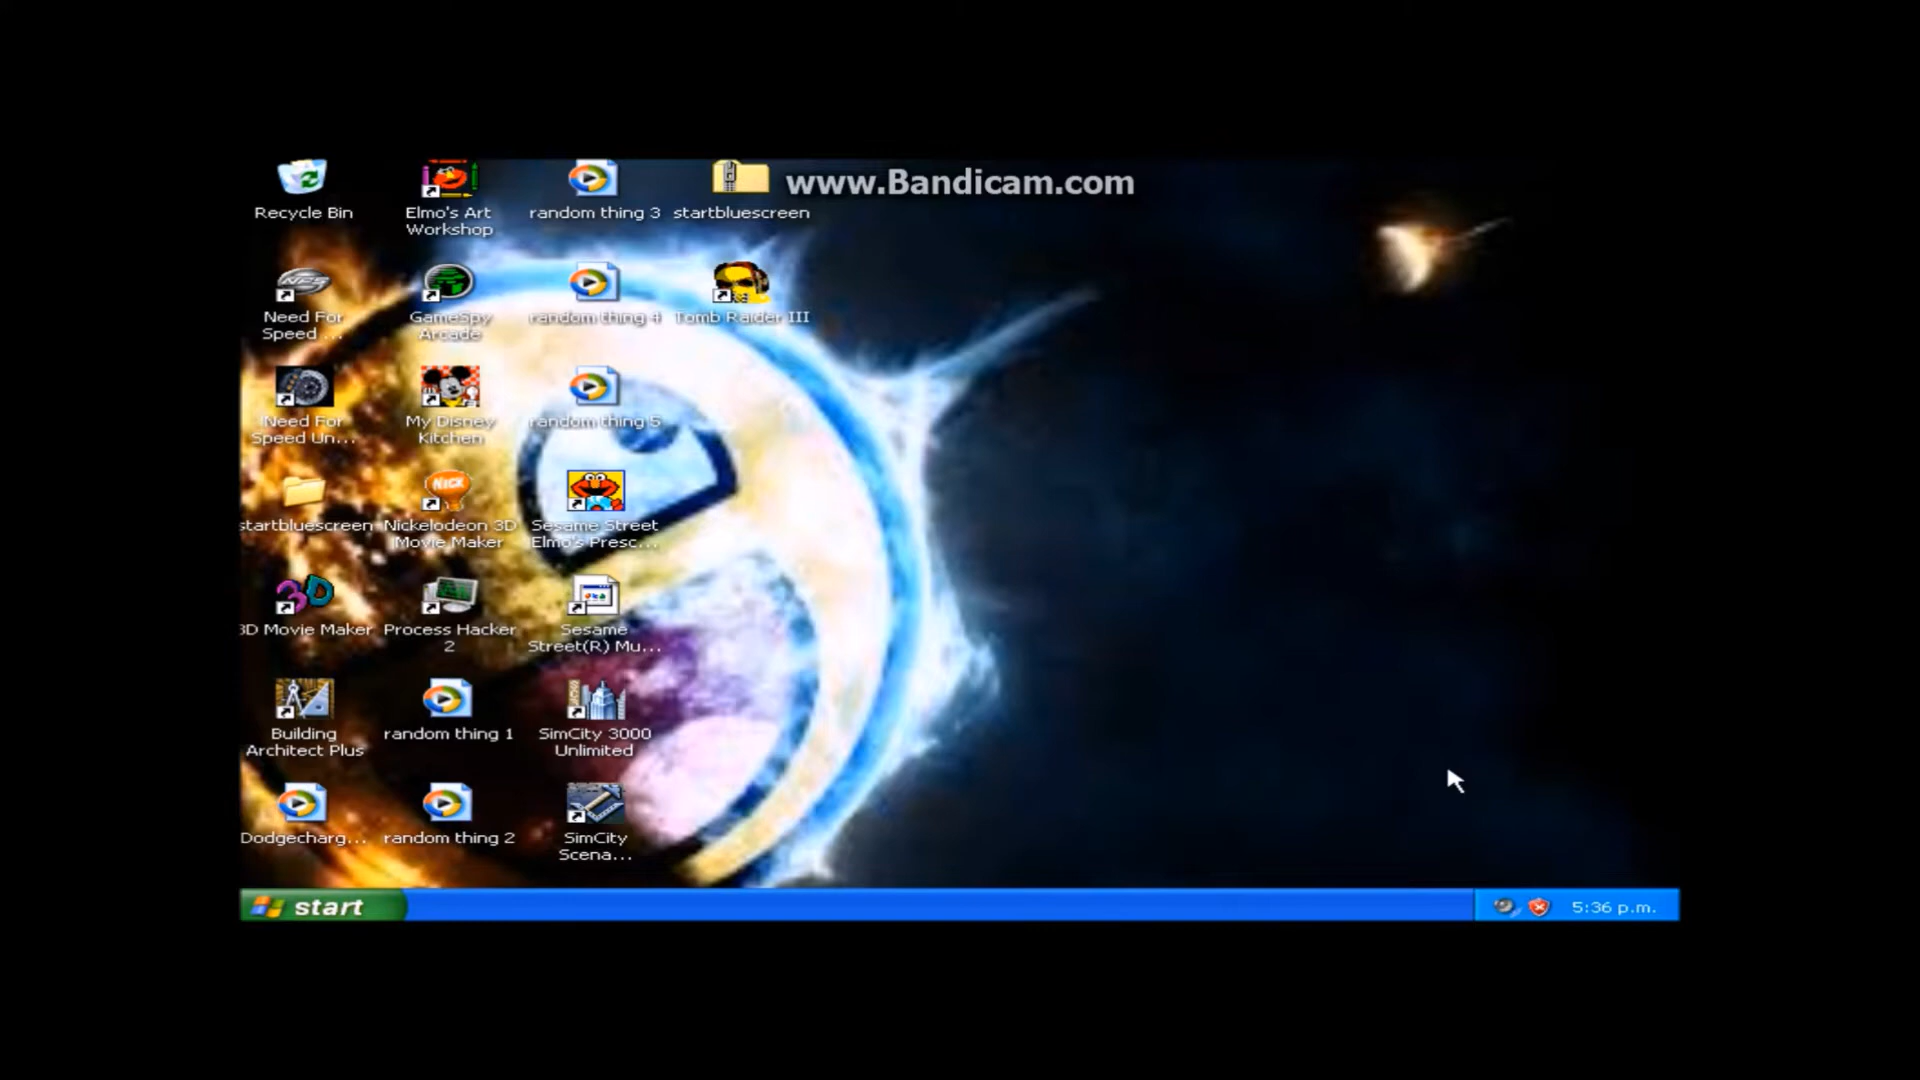 www.Bandicam.com
Recycle Bin
Elmo's Art
Workshop
random thing 3
startbluescreen
Need For
Speed ...
GameSpy
Arcade
random thing 4
Tomb Raider III
Need For
Speed Un...
My Disney
Kitchen
random thing 5
startbluescreen
Nickelodeon 3D
Movie Maker
NICK
Sesame Street
Elmo's Presc...
3D
3D Movie Maker
Process Hacker
2
Sesame
Street(R) Mu...
Building
Architect Plus
random thing 1
SimCity 3000
Unlimited
Dodgecharg...
random thing 2
SimCity
Scena...
start
5:36 p.m.